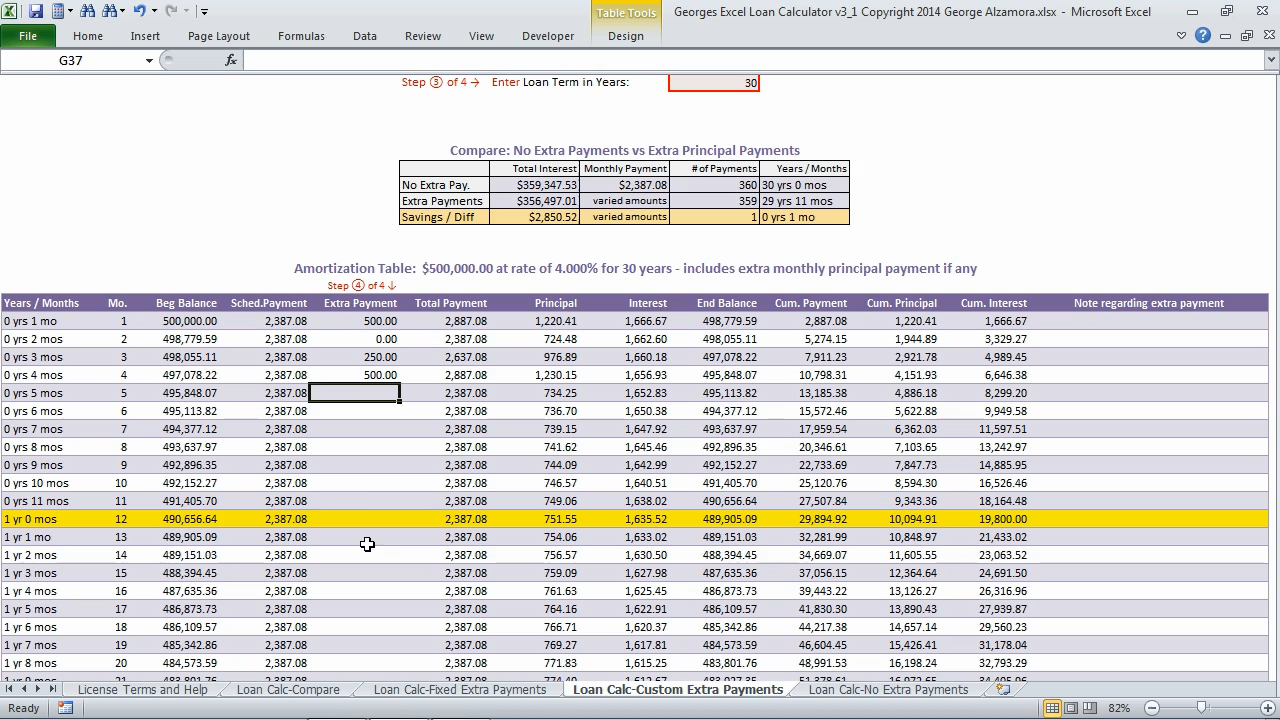 Table Tools
Georges Excel Loan Calculator v3_1 Copyright 2014 George Alzamora.xlsx - Microsoft Excel
File Home Insert Page Layout Formulas Data Review View Developer Design
G37 fx
Step ③ of 4 → Enter Loan Term in Years: 30
Compare: No Extra Payments vs Extra Principal Payments
Total Interest Monthly Payment # of Payments Years / Months
No Extra Pay. $359,347.53 $2,387.08 360 30 yrs 0 mos
Extra Payments $356,497.01 varied amounts 359 29 yrs 11 mos
Savings / Diff $2,850.52 varied amounts 1 0 yrs 1 mo
Amortization Table: $500,000.00 at rate of 4.000% for 30 years - includes extra monthly principal payment if any
Step ④ of 4 ↓
Years / Months Mo. Beg Balance Sched.Payment Extra Payment Total Payment Principal Interest End Balance Cum. Payment Cum. Principal Cum. Interest Note regarding extra payment
0 yrs 1 mo 1 500,000.00 2,387.08 500.00 2,887.08 1,220.41 1,666.67 498,779.59 2,887.08 1,220.41 1,666.67
0 yrs 2 mos 2 498,779.59 2,387.08 0.00 2,387.08 724.48 1,662.60 498,055.11 5,274.15 1,944.89 3,329.27
0 yrs 3 mos 3 498,055.11 2,387.08 250.00 2,637.08 976.89 1,660.18 497,078.22 7,911.23 2,921.78 4,989.45
0 yrs 4 mos 4 497,078.22 2,387.08 500.00 2,887.08 1,230.15 1,656.93 495,848.07 10,798.31 4,151.93 6,646.38
0 yrs 5 mos 5 495,848.07 2,387.08 2,387.08 734.25 1,652.83 495,113.82 13,185.38 4,886.18 8,299.20
0 yrs 6 mos 6 495,113.82 2,387.08 2,387.08 736.70 1,650.38 494,377.12 15,572.46 5,622.88 9,949.58
0 yrs 7 mos 7 494,377.12 2,387.08 2,387.08 739.15 1,647.92 493,637.97 17,959.54 6,362.03 11,597.51
0 yrs 8 mos 8 493,637.97 2,387.08 2,387.08 741.62 1,645.46 492,896.35 20,346.61 7,103.65 13,242.97
0 yrs 9 mos 9 492,896.35 2,387.08 2,387.08 744.09 1,642.99 492,152.27 22,733.69 7,847.73 14,885.95
0 yrs 10 mos 10 492,152.27 2,387.08 2,387.08 746.57 1,640.51 491,405.70 25,120.76 8,594.30 16,526.46
0 yrs 11 mos 11 491,405.70 2,387.08 2,387.08 749.06 1,638.02 490,656.64 27,507.84 9,343.36 18,164.48
1 yr 0 mos 12 490,656.64 2,387.08 2,387.08 751.55 1,635.52 489,905.09 29,894.92 10,094.91 19,800.00
1 yr 1 mo 13 489,905.09 2,387.08 2,387.08 754.06 1,633.02 489,151.03 32,281.99 10,848.97 21,433.02
1 yr 2 mos 14 489,151.03 2,387.08 2,387.08 756.57 1,630.50 488,394.45 34,669.07 11,605.55 23,063.52
1 yr 3 mos 15 488,394.45 2,387.08 2,387.08 759.09 1,627.98 487,635.36 37,056.15 12,364.64 24,691.50
1 yr 4 mos 16 487,635.36 2,387.08 2,387.08 761.63 1,625.45 486,873.73 39,443.22 13,126.27 26,316.96
1 yr 5 mos 17 486,873.73 2,387.08 2,387.08 764.16 1,622.91 486,109.57 41,830.30 13,890.43 27,939.87
1 yr 6 mos 18 486,109.57 2,387.08 2,387.08 766.71 1,620.37 485,342.86 44,217.38 14,657.14 29,560.23
1 yr 7 mos 19 485,342.86 2,387.08 2,387.08 769.27 1,617.81 484,573.59 46,604.45 15,426.41 31,178.04
1 yr 8 mos 20 484,573.59 2,387.08 2,387.08 771.83 1,615.25 483,801.76 48,991.53 16,198.24 32,793.29
License Terms and Help Loan Calc-Compare Loan Calc-Fixed Extra Payments Loan Calc-Custom Extra Payments Loan Calc-No Extra Payments
Ready 82%